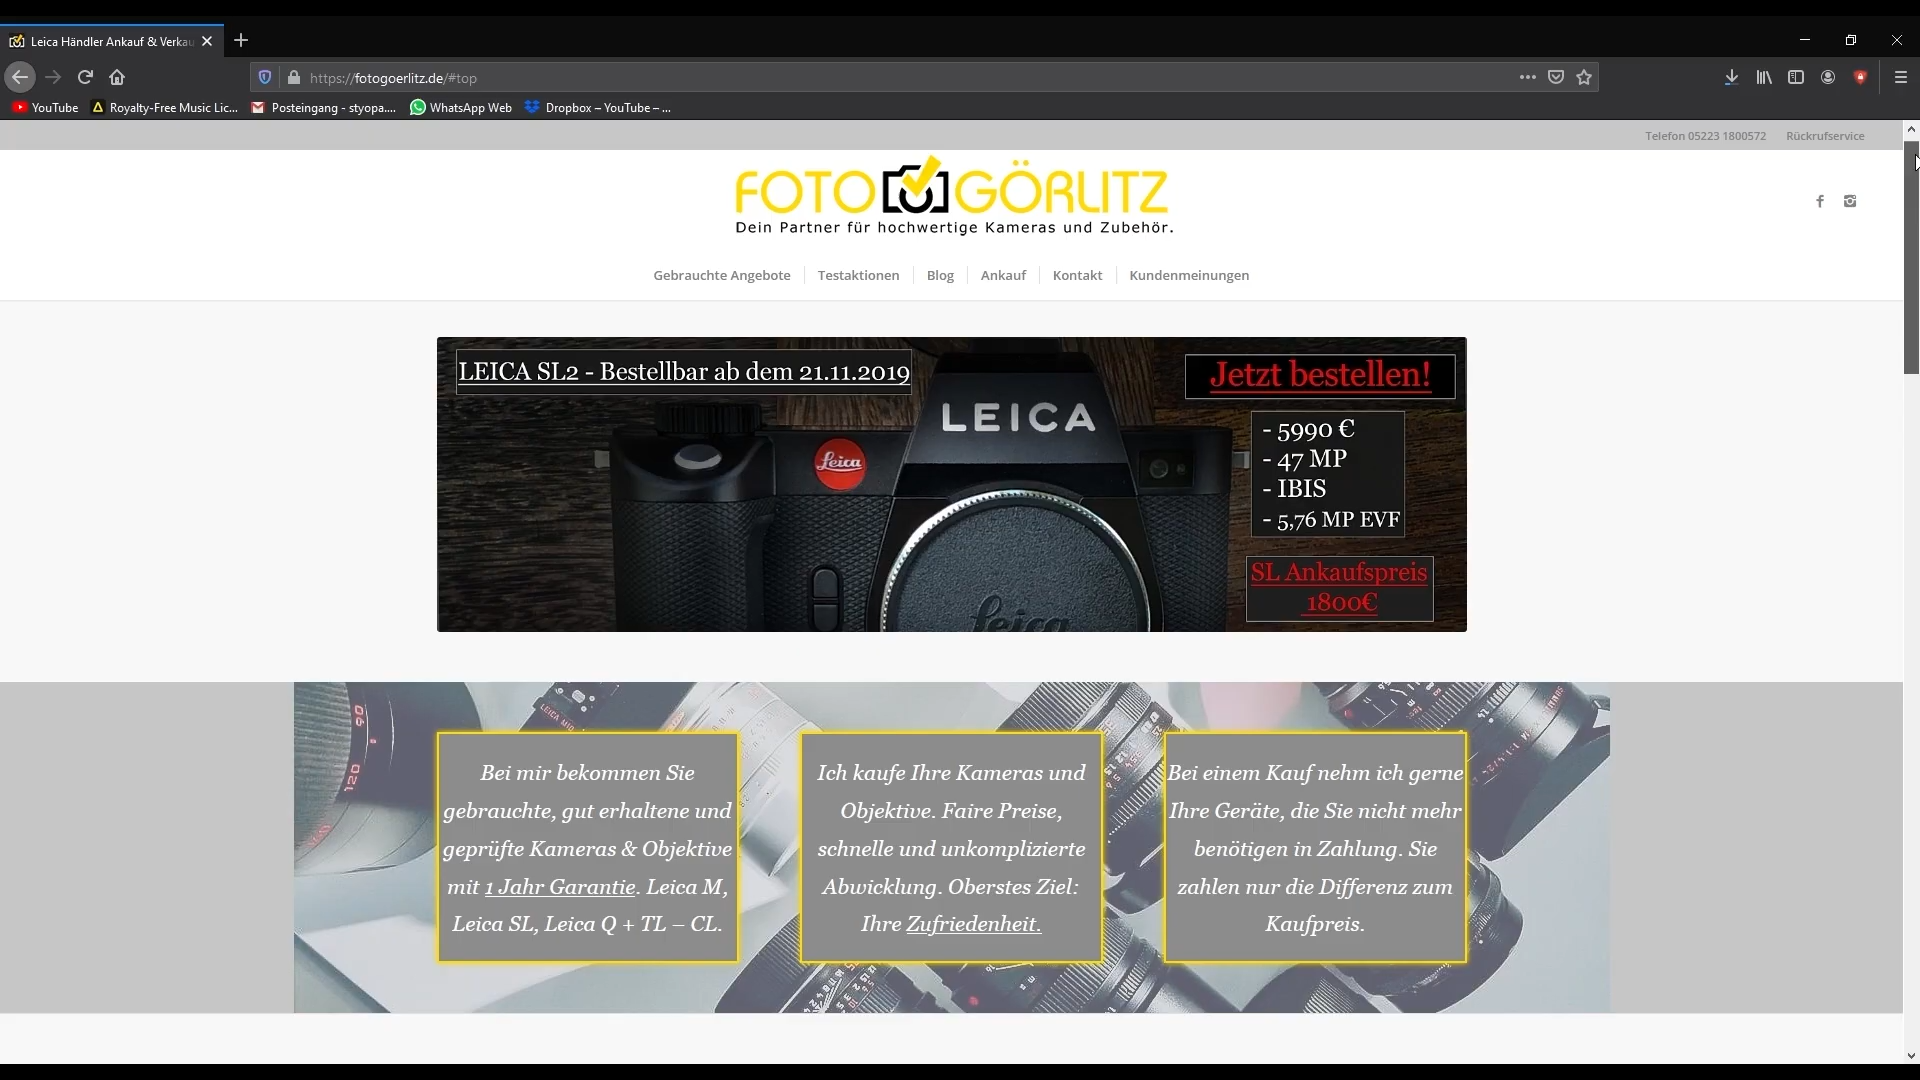 Leica Händler Ankauf & Verkau
https://fotogoerlitz.de/#top
YouTube
Royalty-Free Music Lic...
Posteingang - styopa....
WhatsApp Web
Dropbox – YouTube – ...
Telefon 05223 1800572
Rückrufservice
FOTO GÖRLITZ
Dein Partner für hochwertige Kameras und Zubehör.
Gebrauchte Angebote
Testaktionen
Blog
Ankauf
Kontakt
Kundenmeinungen
LEICA SL2 - Bestellbar ab dem 21.11.2019
Jetzt bestellen!
LEICA
Leica
- 5990 €
- 47 MP
- IBIS
- 5,76 MP EVF
SL Ankaufspreis
1800€
Leica
Bei mir bekommen Sie
gebrauchte, gut erhaltene und
geprüfte Kameras & Objektive
mit 1 Jahr Garantie. Leica M,
Leica SL, Leica Q + TL – CL.
Ich kaufe Ihre Kameras und
Objektive. Faire Preise,
schnelle und unkomplizierte
Abwicklung. Oberstes Ziel:
Ihre Zufriedenheit.
Bei einem Kauf nehm ich gerne
Ihre Geräte, die Sie nicht mehr
benötigen in Zahlung. Sie
zahlen nur die Differenz zum
Kaufpreis.
90
120